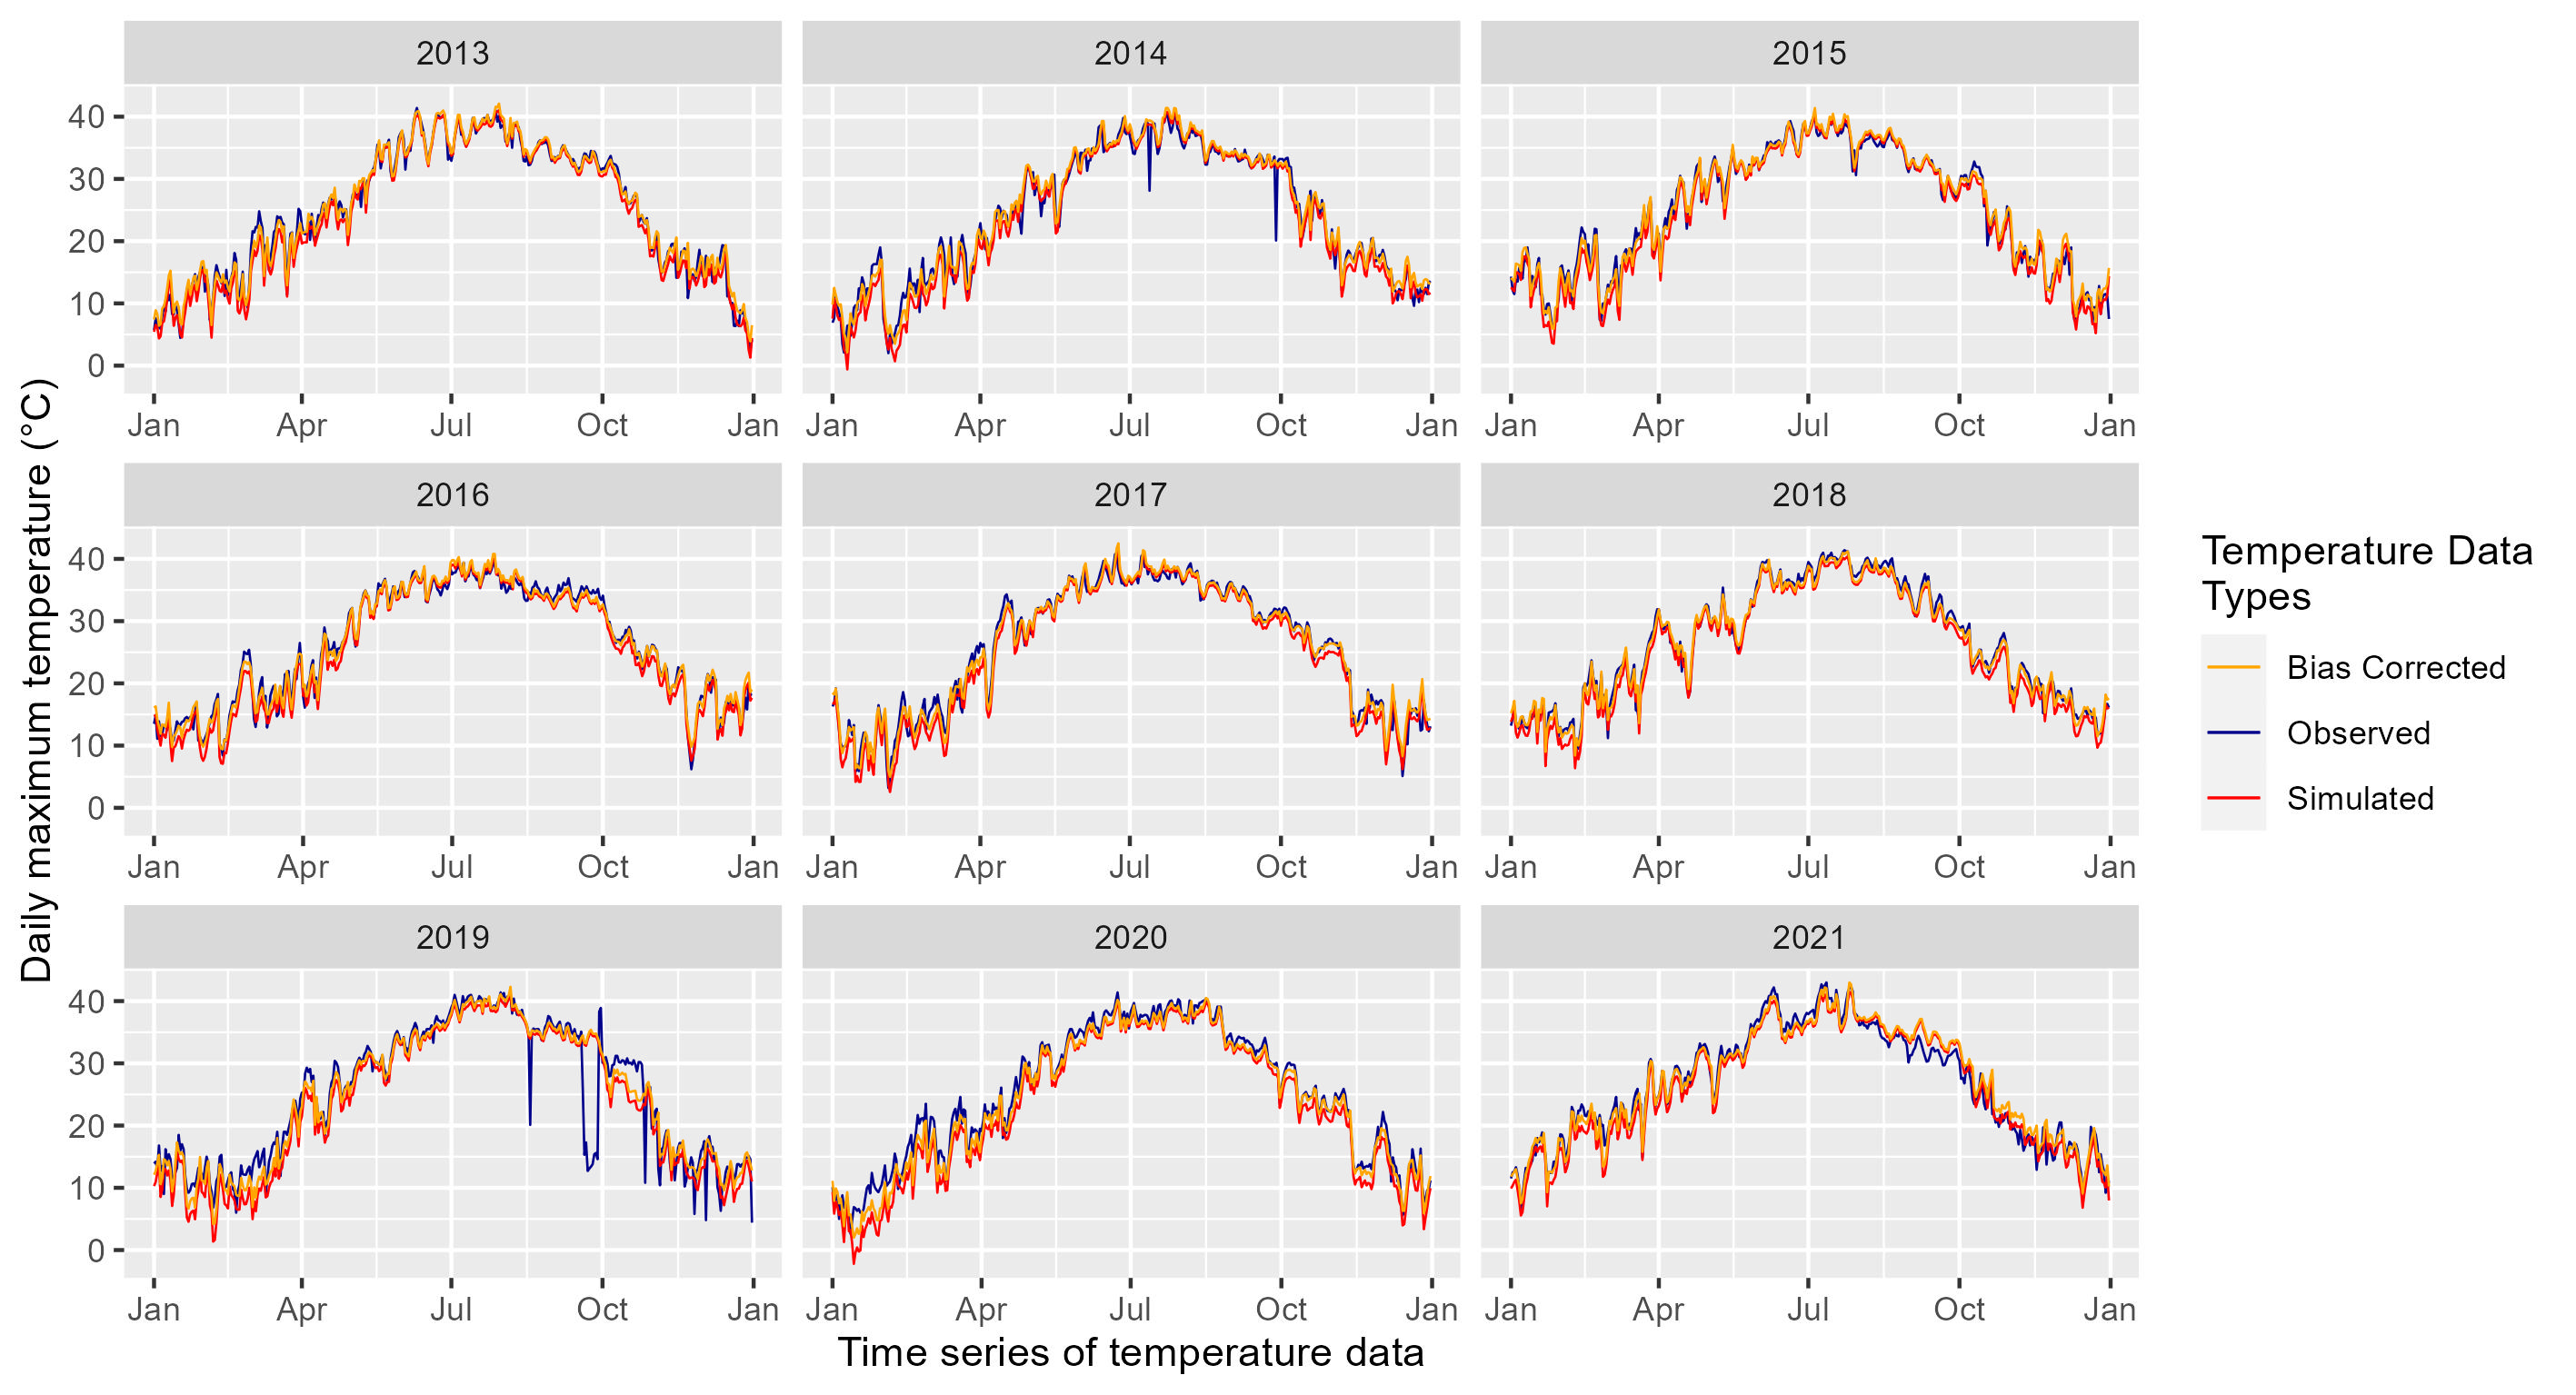 2013 2014 2015
40
30
20
10
0
Jan Apr Jul Oct Jan Jan Apr Jul Oct Jan Jan Apr Jul Oct Jan
2016 2017 2018
40
30
20
10
0
Jan Apr Jul Oct Jan Jan Apr Jul Oct Jan Jan Apr Jul Oct Jan
2019 2020 2021
40
30
20
10
0
Jan Apr Jul Oct Jan Jan Apr Jul Oct Jan Jan Apr Jul Oct Jan
Daily maximum temperature (°C)
Time series of temperature data
Temperature Data
Types
Bias Corrected
Observed
Simulated